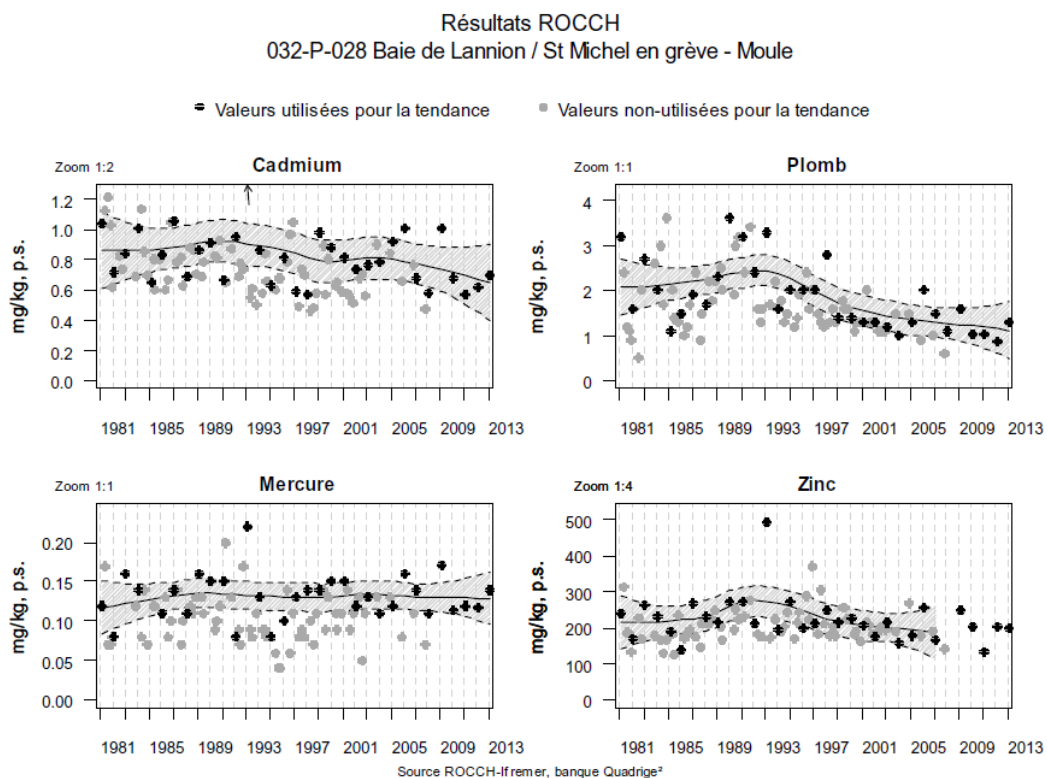 Résultats ROCCH
032-P-028 Baie de Lannion / St Michel en grève - Moule
Valeurs utilisées pour la tendance Valeurs non-utilisées pour la tendance
Zoom 1:2 Cadmium
mg/kg, p.s.
1.2
1.0
0.8
0.6
0.4
0.2
0.0
1981 1985 1989 1993 1997 2001 2005 2009 2013
Zoom 1:1 Plomb
mg/kg, p.s.
4
3
2
1
0
1981 1985 1989 1993 1997 2001 2005 2009 2013
Zoom 1:1 Mercure
mg/kg, p.s.
0.20
0.15
0.10
0.05
0.00
1981 1985 1989 1993 1997 2001 2005 2009 2013
Zoom 1:4 Zinc
mg/kg, p.s.
500
400
300
200
100
0
1981 1985 1989 1993 1997 2001 2005 2009 2013
Source ROCCH-Ifremer, banque Quadrige²